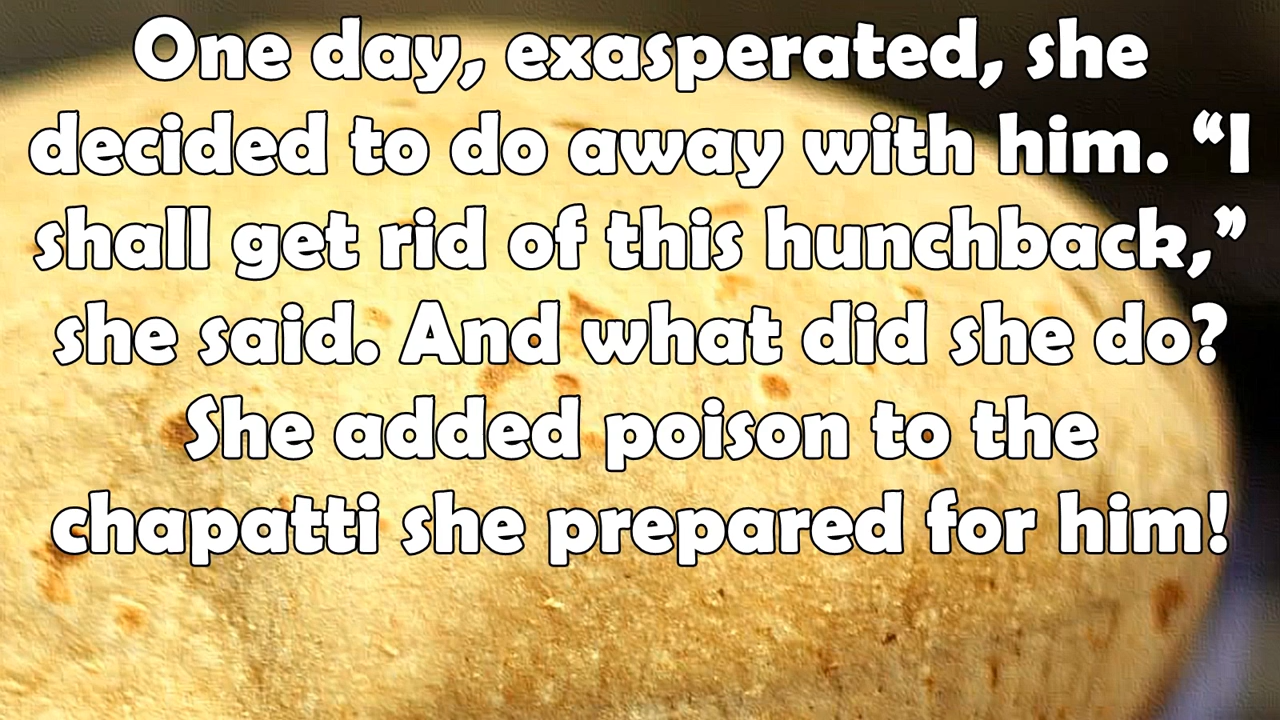 One day, exasperated, she
decided to do away with him. “I
shall get rid of this hunchback,”
she said. And what did she do?
She added poison to the
chapatti she prepared for him!